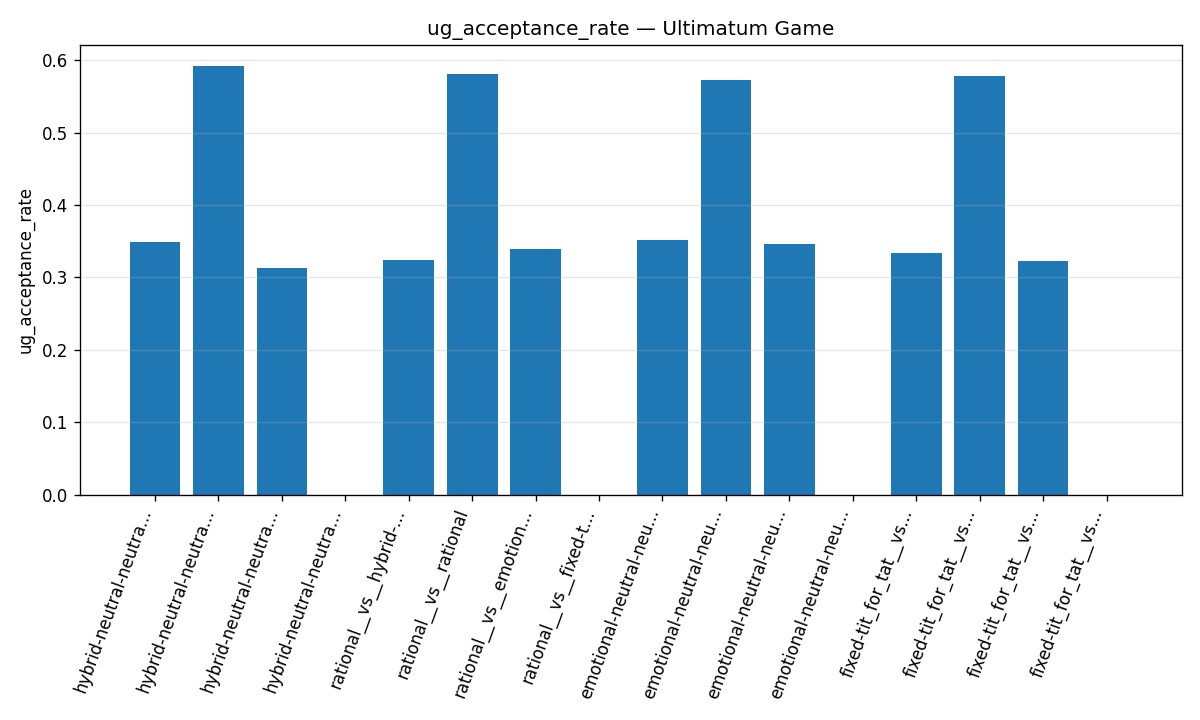 ug_acceptance_rate — Ultimatum Game
ug_acceptance_rate
0.6
0.5
0.4
0.3
0.2
0.1
0.0
hybrid-neutral-neutra...
hybrid-neutral-neutra...
hybrid-neutral-neutra...
hybrid-neutral-neutra...
rational__vs__hybrid-...
rational__vs__rational
rational__vs__emotion...
rational__vs__fixed-t...
emotional-neutral-neu...
emotional-neutral-neu...
emotional-neutral-neu...
emotional-neutral-neu...
fixed-tit_for_tat__vs...
fixed-tit_for_tat__vs...
fixed-tit_for_tat__vs...
fixed-tit_for_tat__vs...